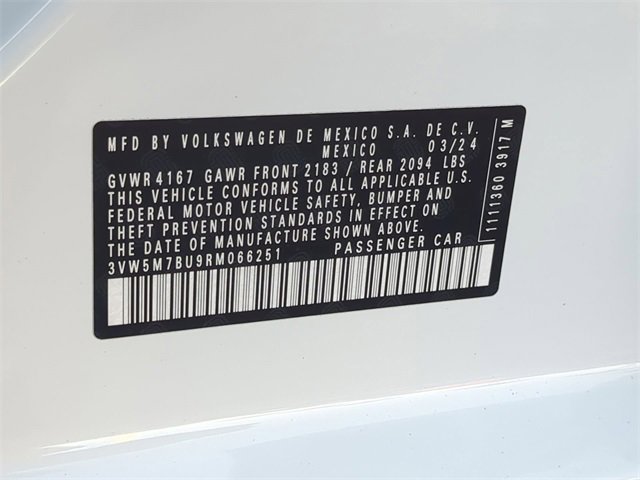 MFD BY VOLKSWAGEN DE MEXICO S.A. DE C.V.
MEXICO 03/24
GVWR 4167 GAWR FRONT 2183 / REAR 2094 LBS
THIS VEHICLE CONFORMS TO ALL APPLICABLE U.S.
FEDERAL MOTOR VEHICLE SAFETY, BUMPER AND
THEFT PREVENTION STANDARDS IN EFFECT ON
THE DATE OF MANUFACTURE SHOWN ABOVE.
3VW5M7BU9RM066251 PASSENGER CAR
1111360 3917 M